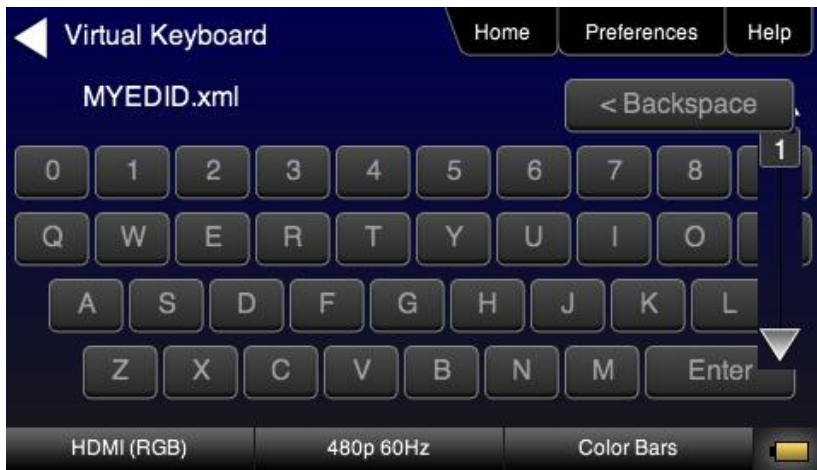 Virtual Keyboard
Home
Preferences
Help
MYEDID.xml
< Backspace
1
0 1 2 3 4 5 6 7 8
Q W E R T Y U I O
A S D F G H J K L
Z X C V B N M Enter
HDMI (RGB)
480p 60Hz
Color Bars